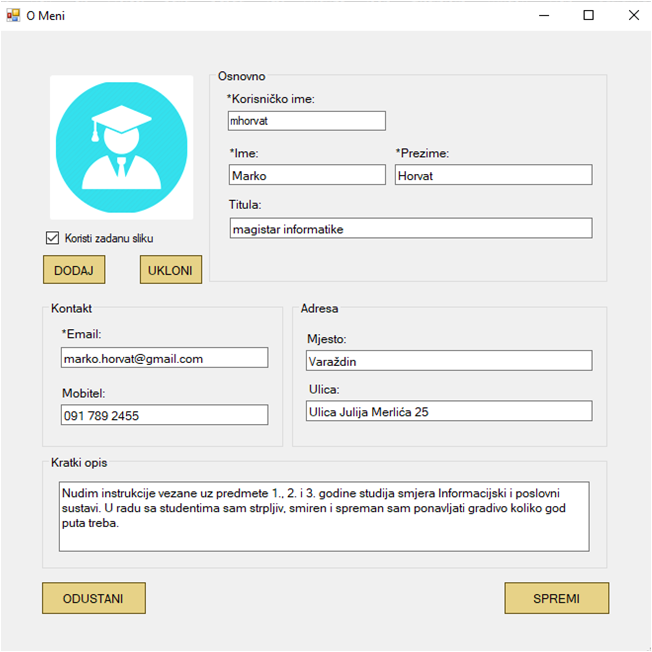 O Meni
Osnovno
*Korisničko ime:
mhorvat
*Ime:
*Prezime:
Marko
Horvat
Titula:
magistar informatike
Koristi zadanu sliku
DODAJ
UKLONI
Kontakt
*Email:
marko.horvat@gmail.com
Mobitel:
091 789 2455
Adresa
Mjesto:
Varaždin
Ulica:
Ulica Julija Merlića 25
Kratki opis
Nudim instrukcije vezane uz predmete 1., 2. i 3. godine studija smjera Informacijski i poslovni
sustavi. U radu sa studentima sam strpljiv, smiren i spreman sam ponavljati gradivo koliko god
puta treba.
ODUSTANI
SPREMI